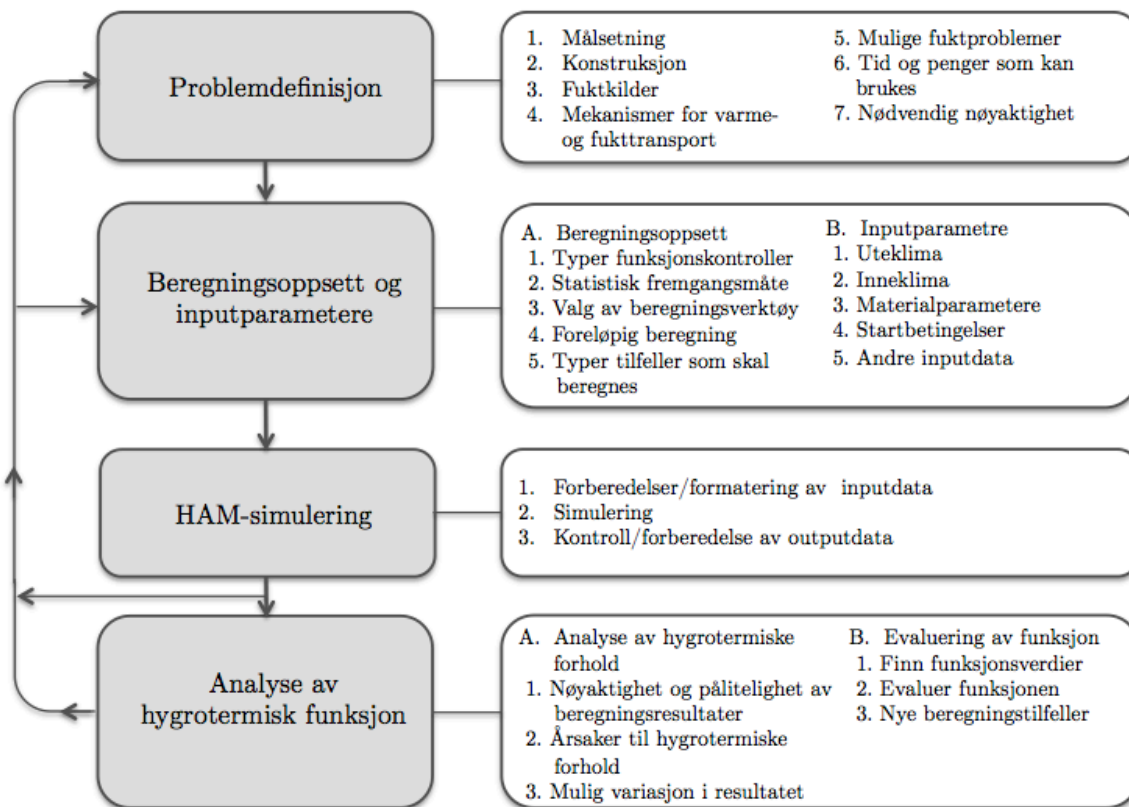 Problemdefinisjon
1. Målsetning
2. Konstruksjon
3. Fuktkilder
4. Mekanismer for varme-
og fukttransport
5. Mulige fuktproblemer
6. Tid og penger som kan
brukes
7. Nødvendig nøyaktighet
Beregningsoppsett og
inputparametere
A. Beregningsoppsett
1. Typer funksjonskontroller
2. Statistisk fremgangsmåte
3. Valg av beregningsverktøy
4. Foreløpig beregning
5. Typer tilfeller som skal
beregnes
B. Inputparametre
1. Uteklima
2. Inneklima
3. Materialparametere
4. Startbetingelser
5. Andre inputdata
HAM-simulering
1. Forberedelser/formatering av inputdata
2. Simulering
3. Kontroll/forberedelse av outputdata
Analyse av
hygrotermisk funksjon
A. Analyse av hygrotermiske
forhold
1. Nøyaktighet og pålitelighet av
beregningsresultater
2. Årsaker til hygrotermiske
forhold
3. Mulig variasjon i resultatet
B. Evaluering av funksjon
1. Finn funksjonsverdier
2. Evaluer funksjonen
3. Nye beregningstilfeller